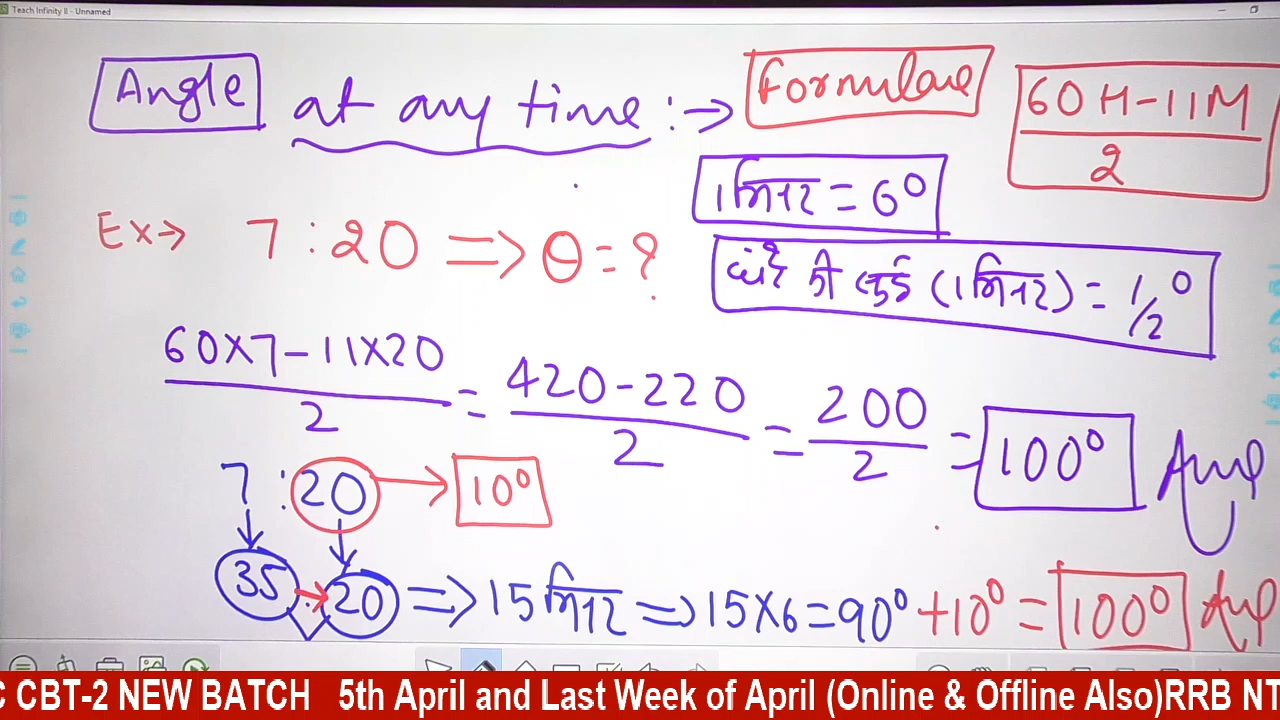 Teach Infinity II - Unnamed
Angle at any time :→ Formulae 60H-11M/2
1मिनट = 6°
Ex→ 7:20 ⇒ θ = ?
घंटे की सुई (1मिनट) = 1/2°
60×7-11×20/2 = 420-220/2 = 200/2 = 100° Ans
7:20 → 10°
35 → 20 ⇒ 15मिनट ⇒ 15×6 = 90° +10° = 100° Ans
C CBT-2 NEW BATCH 5th April and Last Week of April (Online & Offline Also)RRB NT